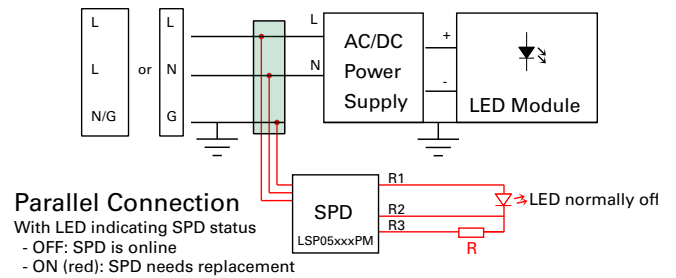 L
L
N/G
or
L
N
G
L
N
AC/DC
Power
Supply
+
-
LED Module
SPD
LSP05xxxPM
R1
R2
R3
R
LED normally off
Parallel Connection
With LED indicating SPD status
- OFF: SPD is online
- ON (red): SPD needs replacement